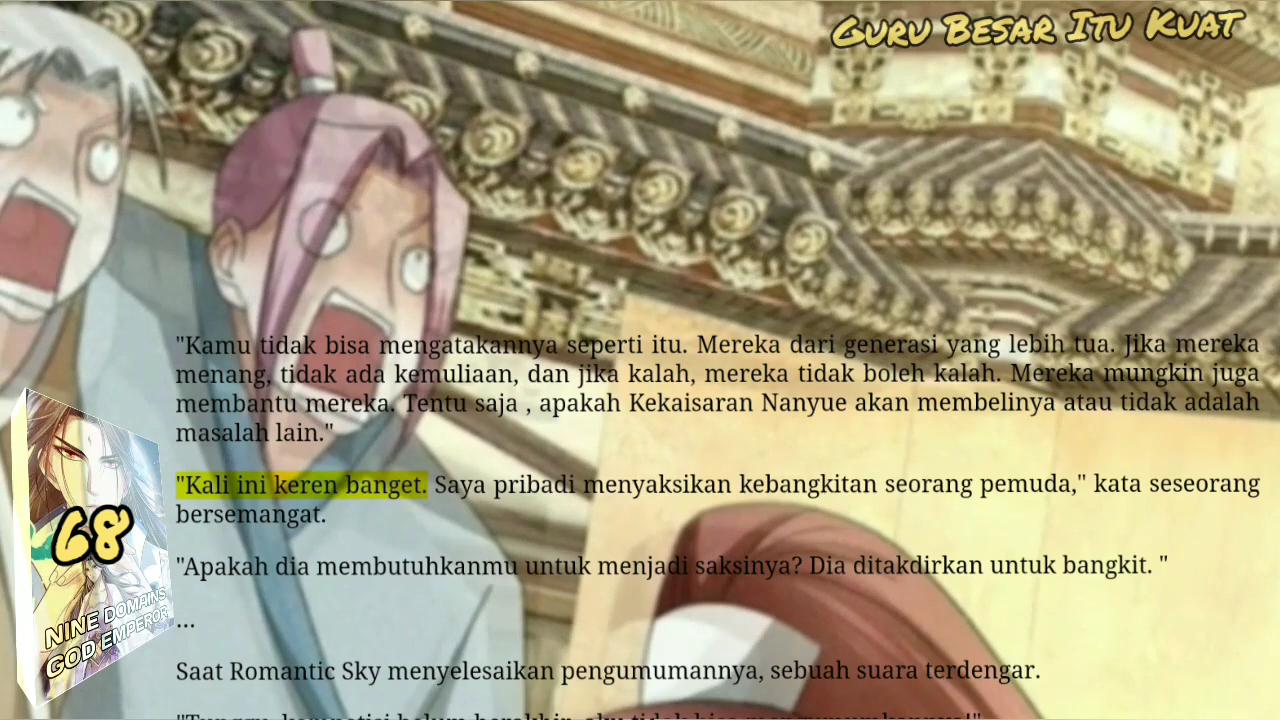 Guru Besar Itu Kuat
"Kamu tidak bisa mengatakannya seperti itu. Mereka dari generasi yang lebih tua. Jika mereka
menang, tidak ada kemuliaan, dan jika kalah, mereka tidak boleh kalah. Mereka mungkin juga
membantu mereka. Tentu saja , apakah Kekaisaran Nanyue akan membelinya atau tidak adalah
masalah lain."
"Kali ini keren banget. Saya pribadi menyaksikan kebangkitan seorang pemuda," kata seseorang
bersemangat.
68
"Apakah dia membutuhkanmu untuk menjadi saksinya? Dia ditakdirkan untuk bangkit. "
NINE DOMAINS
GOD EMPEROR
...
Saat Romantic Sky menyelesaikan pengumumannya, sebuah suara terdengar.